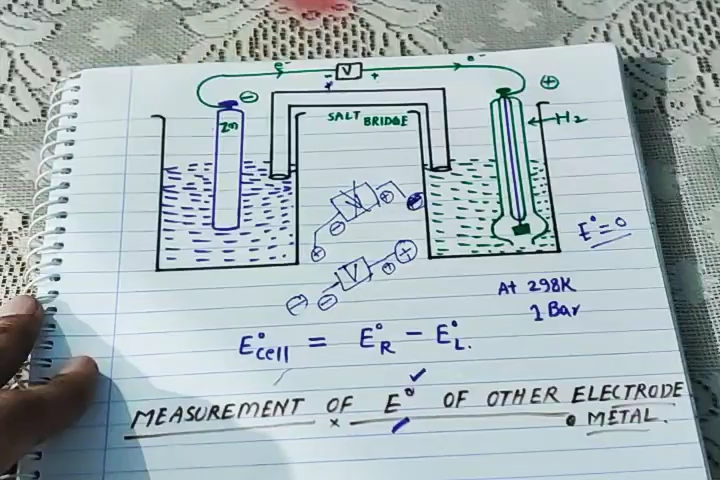 e⁻ - V + e⁻
⊖ ⊕
Zn SALT BRIDGE H₂
V ⊕
⊖ +
V ⊕ +
⊖ ⊖
E° = 0
At 298K
1 Bar
E°cell = E°R - E°L.
MEASUREMENT OF E° ✓ OF OTHER ELECTRODE
x • METAL.